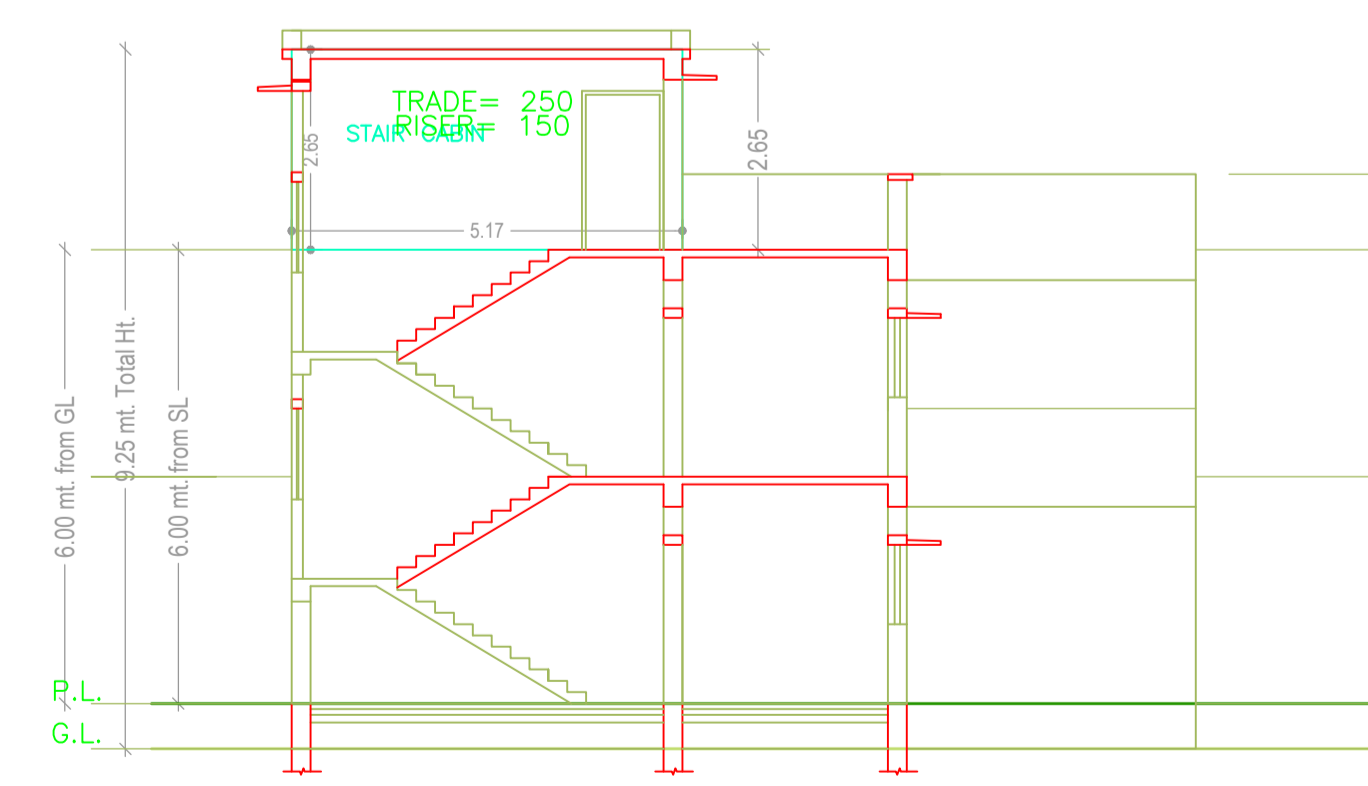 TRADE= 250
RISER= 150
STAIR CABIN
2.65
2.65
5.17
6.00 mt. from GL
9.25 mt. Total Ht.
6.00 mt. from SL
P.L.
G.L.